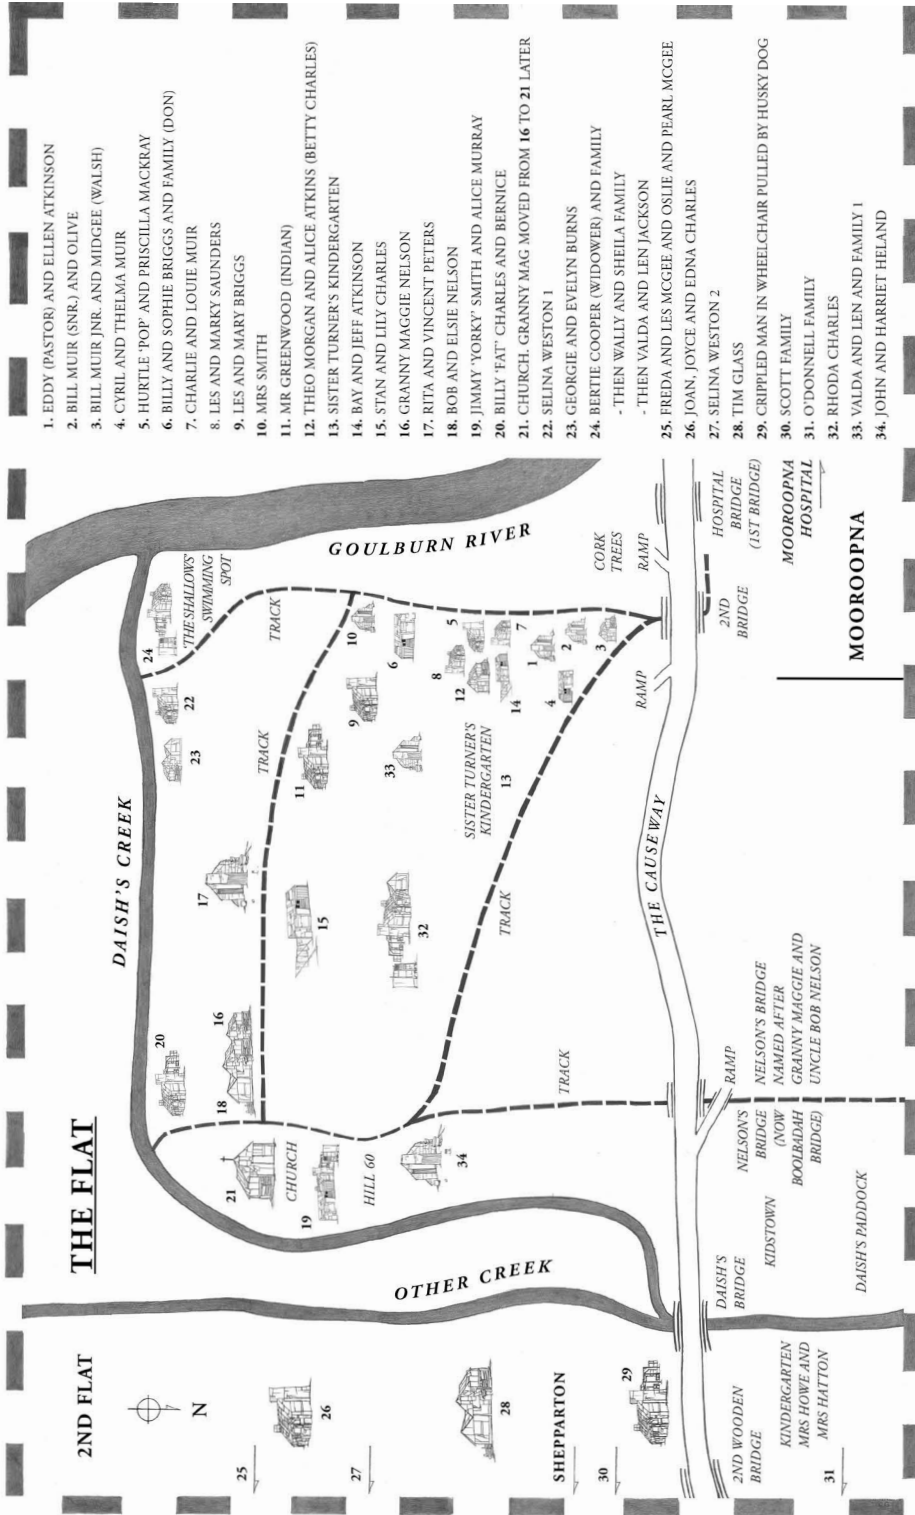 THE FLAT
2ND FLAT
N
DAISH'S CREEK
OTHER CREEK
GOULBURN RIVER
'THE SHALLOWS'
SWIMMING
SPOT
TRACK
TRACK
TRACK
TRACK
CHURCH
HILL 60
SISTER TURNER'S
KINDERGARTEN
CORK
TREES
RAMP
RAMP
RAMP
THE CAUSEWAY
SHEPPARTON
MOOROOPNA
2ND WOODEN
BRIDGE
DAISH'S
BRIDGE
KIDSTOWN
NELSON'S
BRIDGE
(NOW
BOOLBADAH
BRIDGE)
NELSON'S BRIDGE
NAMED AFTER
GRANNY MAGGIE AND
UNCLE BOB NELSON
2ND
BRIDGE
HOSPITAL
BRIDGE
(1ST BRIDGE)
MOOROOPNA
HOSPITAL
KINDERGARTEN
MRS HOWE AND
MRS HATTON
DAISH'S PADDOCK
25
26
27
28
29
30
31
20
21
18
16
19
34
17
15
32
23
22
24
11
9
33
10
6
13
8
5
12
7
14
1
2
3
4
1. EDDY (PASTOR) AND ELLEN ATKINSON
2. BILL MUIR (SNR.) AND OLIVE
3. BILL MUIR JNR. AND MIDGEE (WALSH)
4. CYRIL AND THELMA MUIR
5. HURTLE 'POP' AND PRISCILLA MACKRAY
6. BILLY AND SOPHIE BRIGGS AND FAMILY (DON)
7. CHARLIE AND LOUIE MUIR
8. LES AND MARKY SAUNDERS
9. LES AND MARY BRIGGS
10. MRS SMITH
11. MR GREENWOOD (INDIAN)
12. THEO MORGAN AND ALICE ATKINS (BETTY CHARLES)
13. SISTER TURNER'S KINDERGARTEN
14. BAY AND JEFF ATKINSON
15. STAN AND LILY CHARLES
16. GRANNY MAGGIE NELSON
17. RITA AND VINCENT PETERS
18. BOB AND ELSIE NELSON
19. JIMMY 'YORKY' SMITH AND ALICE MURRAY
20. BILLY 'FAT' CHARLES AND BERNICE
21. CHURCH. GRANNY MAG MOVED FROM 16 TO 21 LATER
22. SELINA WESTON 1
23. GEORGIE AND EVELYN BURNS
24. BERTIE COOPER (WIDOWER) AND FAMILY
- THEN WALLY AND SHEILA FAMILY
- THEN VALDA AND LEN JACKSON
25. FREDA AND LES MCGEE AND OSLIE AND PEARL MCGEE
26. JOAN, JOYCE AND EDNA CHARLES
27. SELINA WESTON 2
28. TIM GLASS
29. CRIPPLED MAN IN WHEELCHAIR PULLED BY HUSKY DOG
30. SCOTT FAMILY
31. O'DONNELL FAMILY
32. RHODA CHARLES
33. VALDA AND LEN AND FAMILY 1
34. JOHN AND HARRIET HELAND